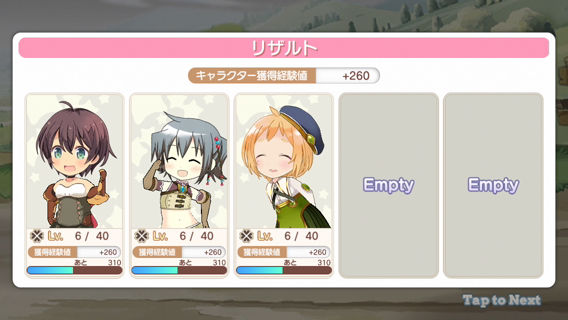 リザルト
キャラクター獲得経験値 +260
Lv. 6 / 40
獲得経験値 +260
あと 310
Lv. 6 / 40
獲得経験値 +260
あと 310
Lv. 6 / 40
獲得経験値 +260
あと 310
Empty
Empty
Tap to Next